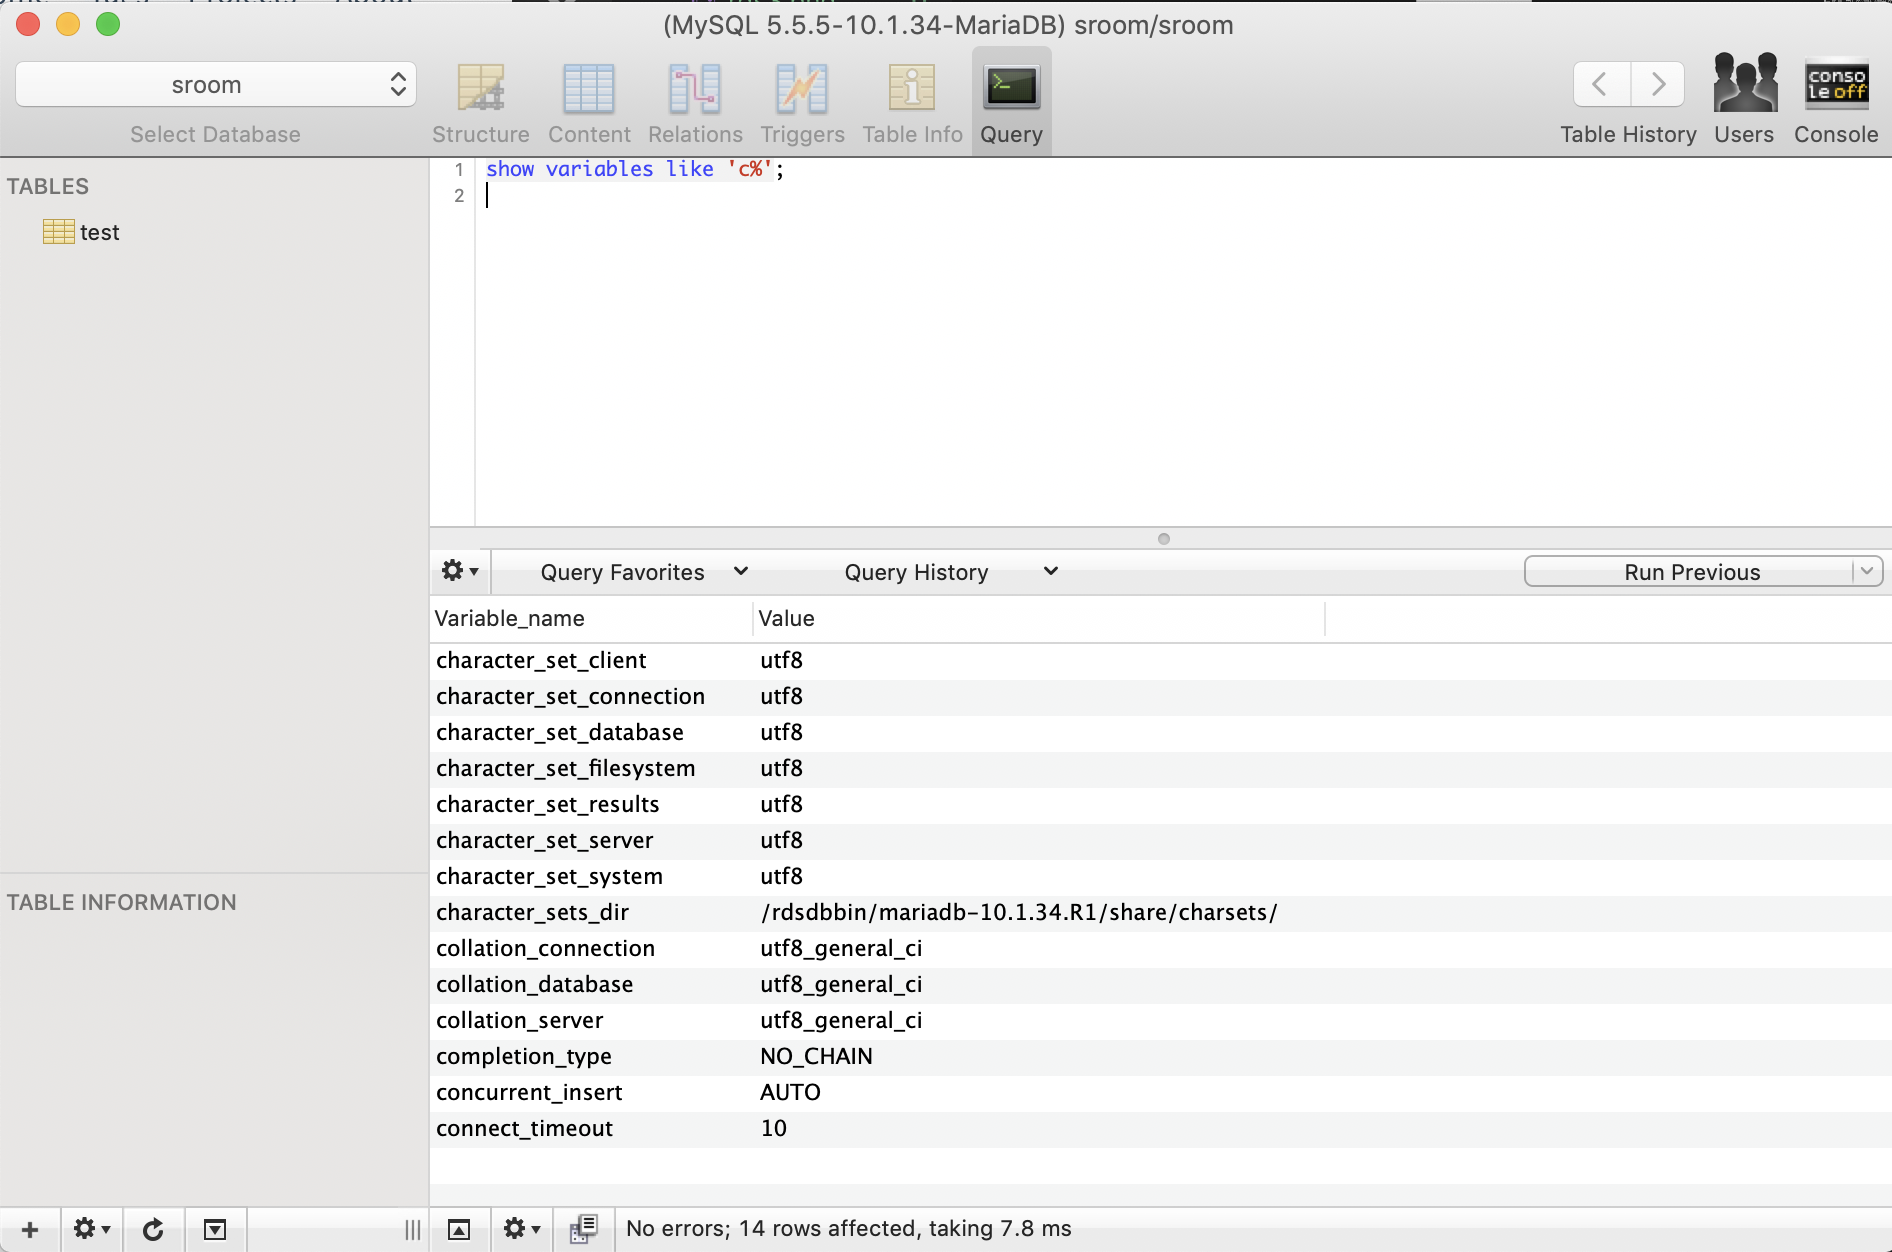 (MySQL 5.5.5-10.1.34-MariaDB) sroom/sroom
sroom
Select Database
Structure
Content
Relations
Triggers
Table Info
Query
Table History
Users
conso
le off
Console
TABLES
test
1 show variables like 'c%';
2
Query Favorites
Query History
Run Previous
Variable_name Value
character_set_client utf8
character_set_connection utf8
character_set_database utf8
character_set_filesystem utf8
character_set_results utf8
character_set_server utf8
character_set_system utf8
character_sets_dir /rdsdbbin/mariadb-10.1.34.R1/share/charsets/
collation_connection utf8_general_ci
collation_database utf8_general_ci
collation_server utf8_general_ci
completion_type NO_CHAIN
concurrent_insert AUTO
connect_timeout 10
TABLE INFORMATION
No errors; 14 rows affected, taking 7.8 ms